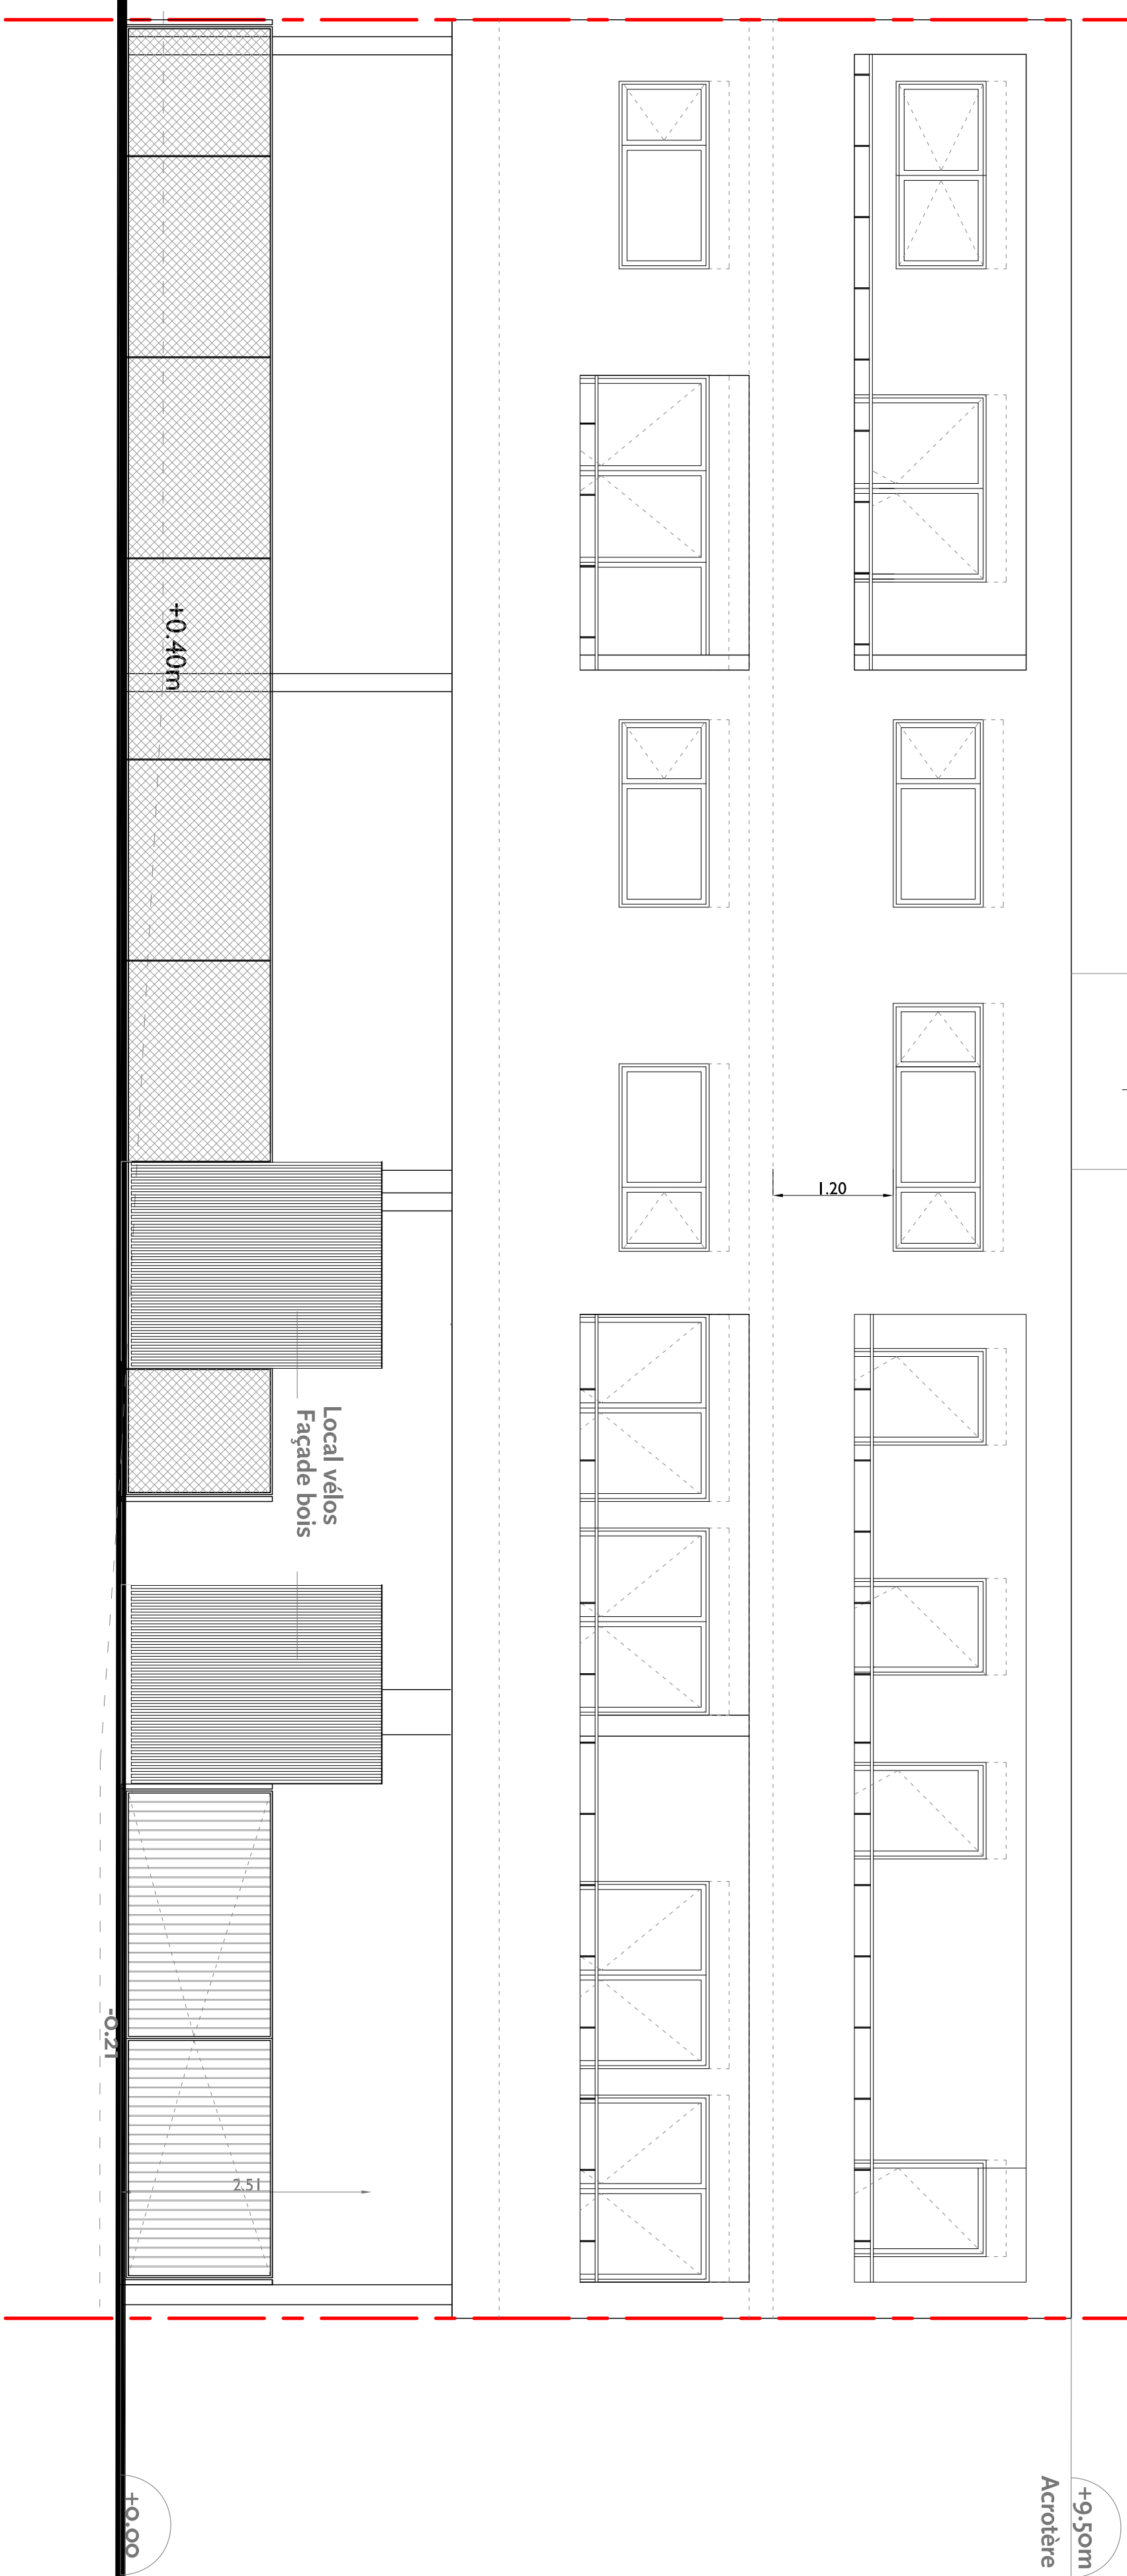 +9.50m
Acrotère
1.20
Local vélos
Façade bois
+0.40m
2.51
-0.21
+0.00